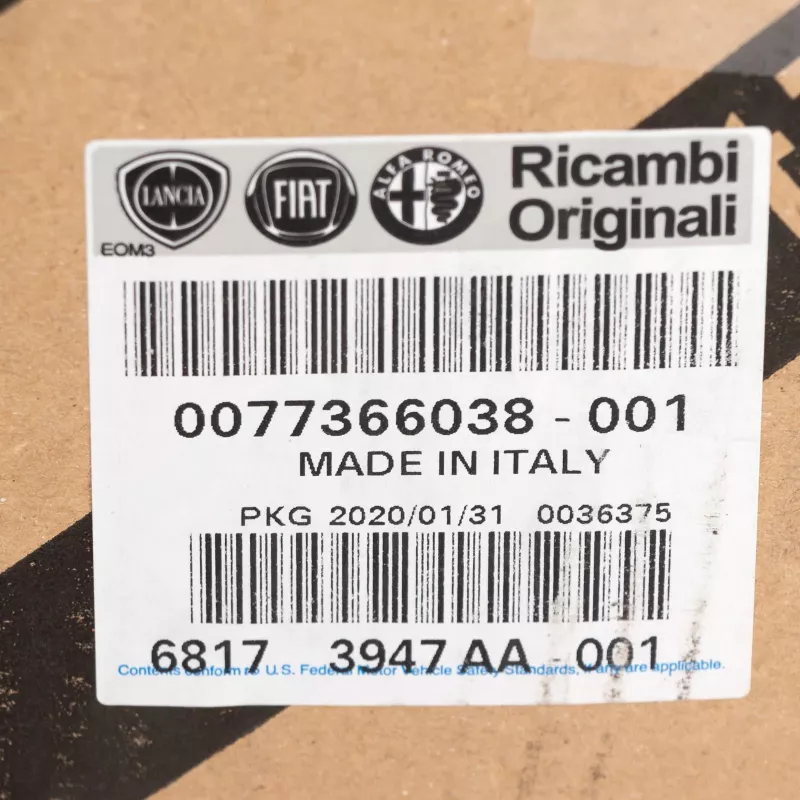 LANCIA
FIAT
ALFA ROMEO
Ricambi
Originali
EOM3
0077366038 - 001
MADE IN ITALY
PKG 2020/01/31 0036375
6817 3947 AA - 001
Contents conform to U.S. Federal Motor Vehicle Safety Standards, if any are applicable.